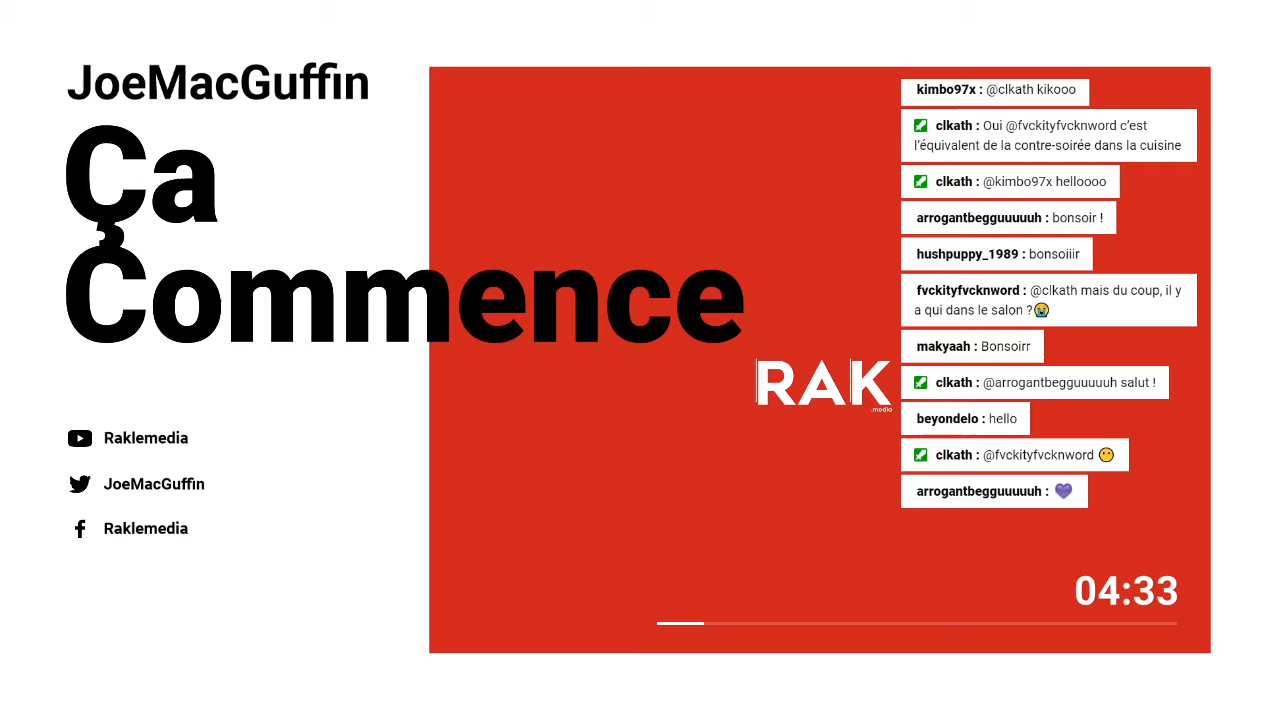 JoeMacGuffin
Ça
Commence
Raklemedia
JoeMacGuffin
Raklemedia
RAK
.media
kimbo97x : @clkath kikooo
clkath : Oui @fvckityfvcknword c’est
l’équivalent de la contre-soirée dans la cuisine
clkath : @kimbo97x helloooo
arrogantbegguuuuuh : bonsoir !
hushpuppy_1989 : bonsoiiir
fvckityfvcknword : @clkath mais du coup, il y
a qui dans le salon ?😭
makyaah : Bonsoirr
clkath : @arrogantbegguuuuuh salut !
beyondelo : hello
clkath : @fvckityfvcknword 😶
arrogantbegguuuuuh : 💜
04:33